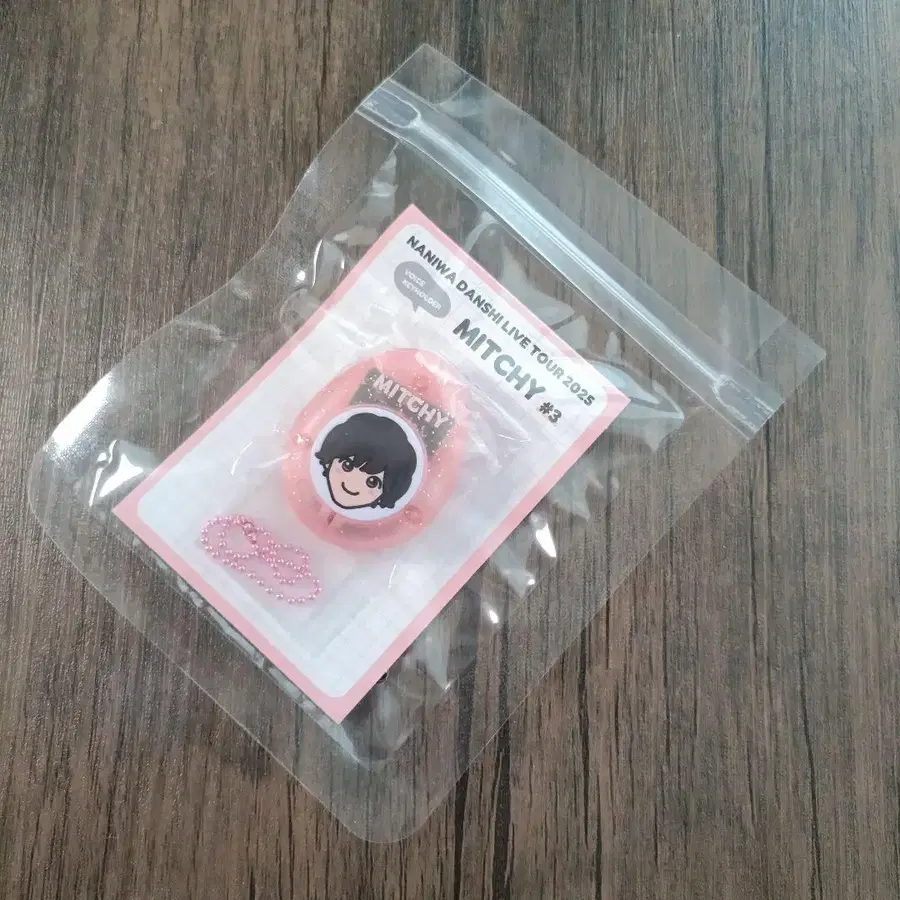 NANIWA DANSHI LIVE TOUR 2025
VOICE
KEYHOLDER
MITCHY #3
MITCHY